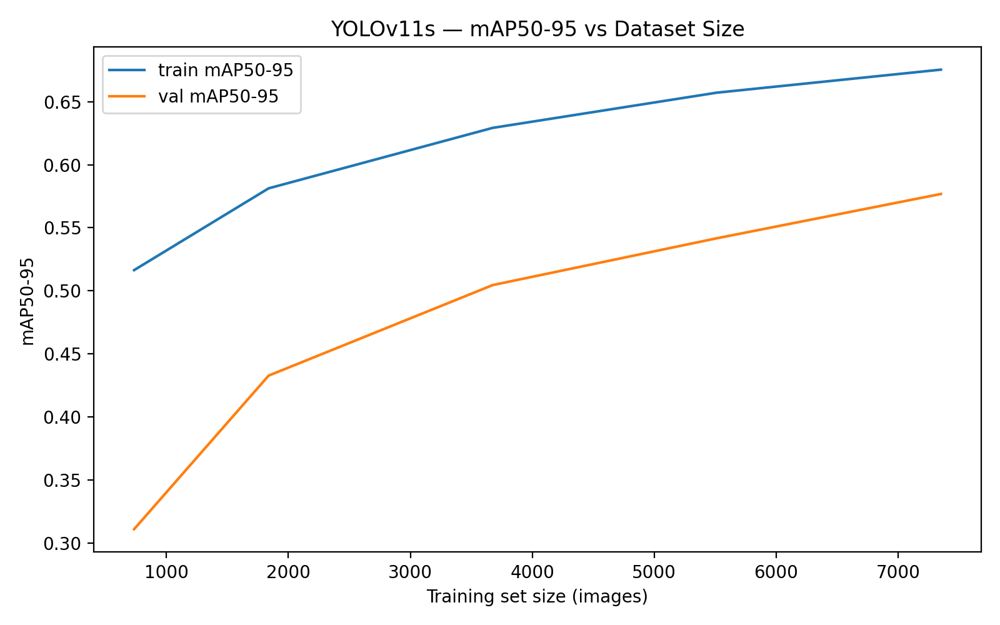 YOLOv11s — mAP50-95 vs Dataset Size
train mAP50-95
val mAP50-95
0.65
0.60
0.55
0.50
0.45
0.40
0.35
0.30
mAP50-95
1000 2000 3000 4000 5000 6000 7000
Training set size (images)